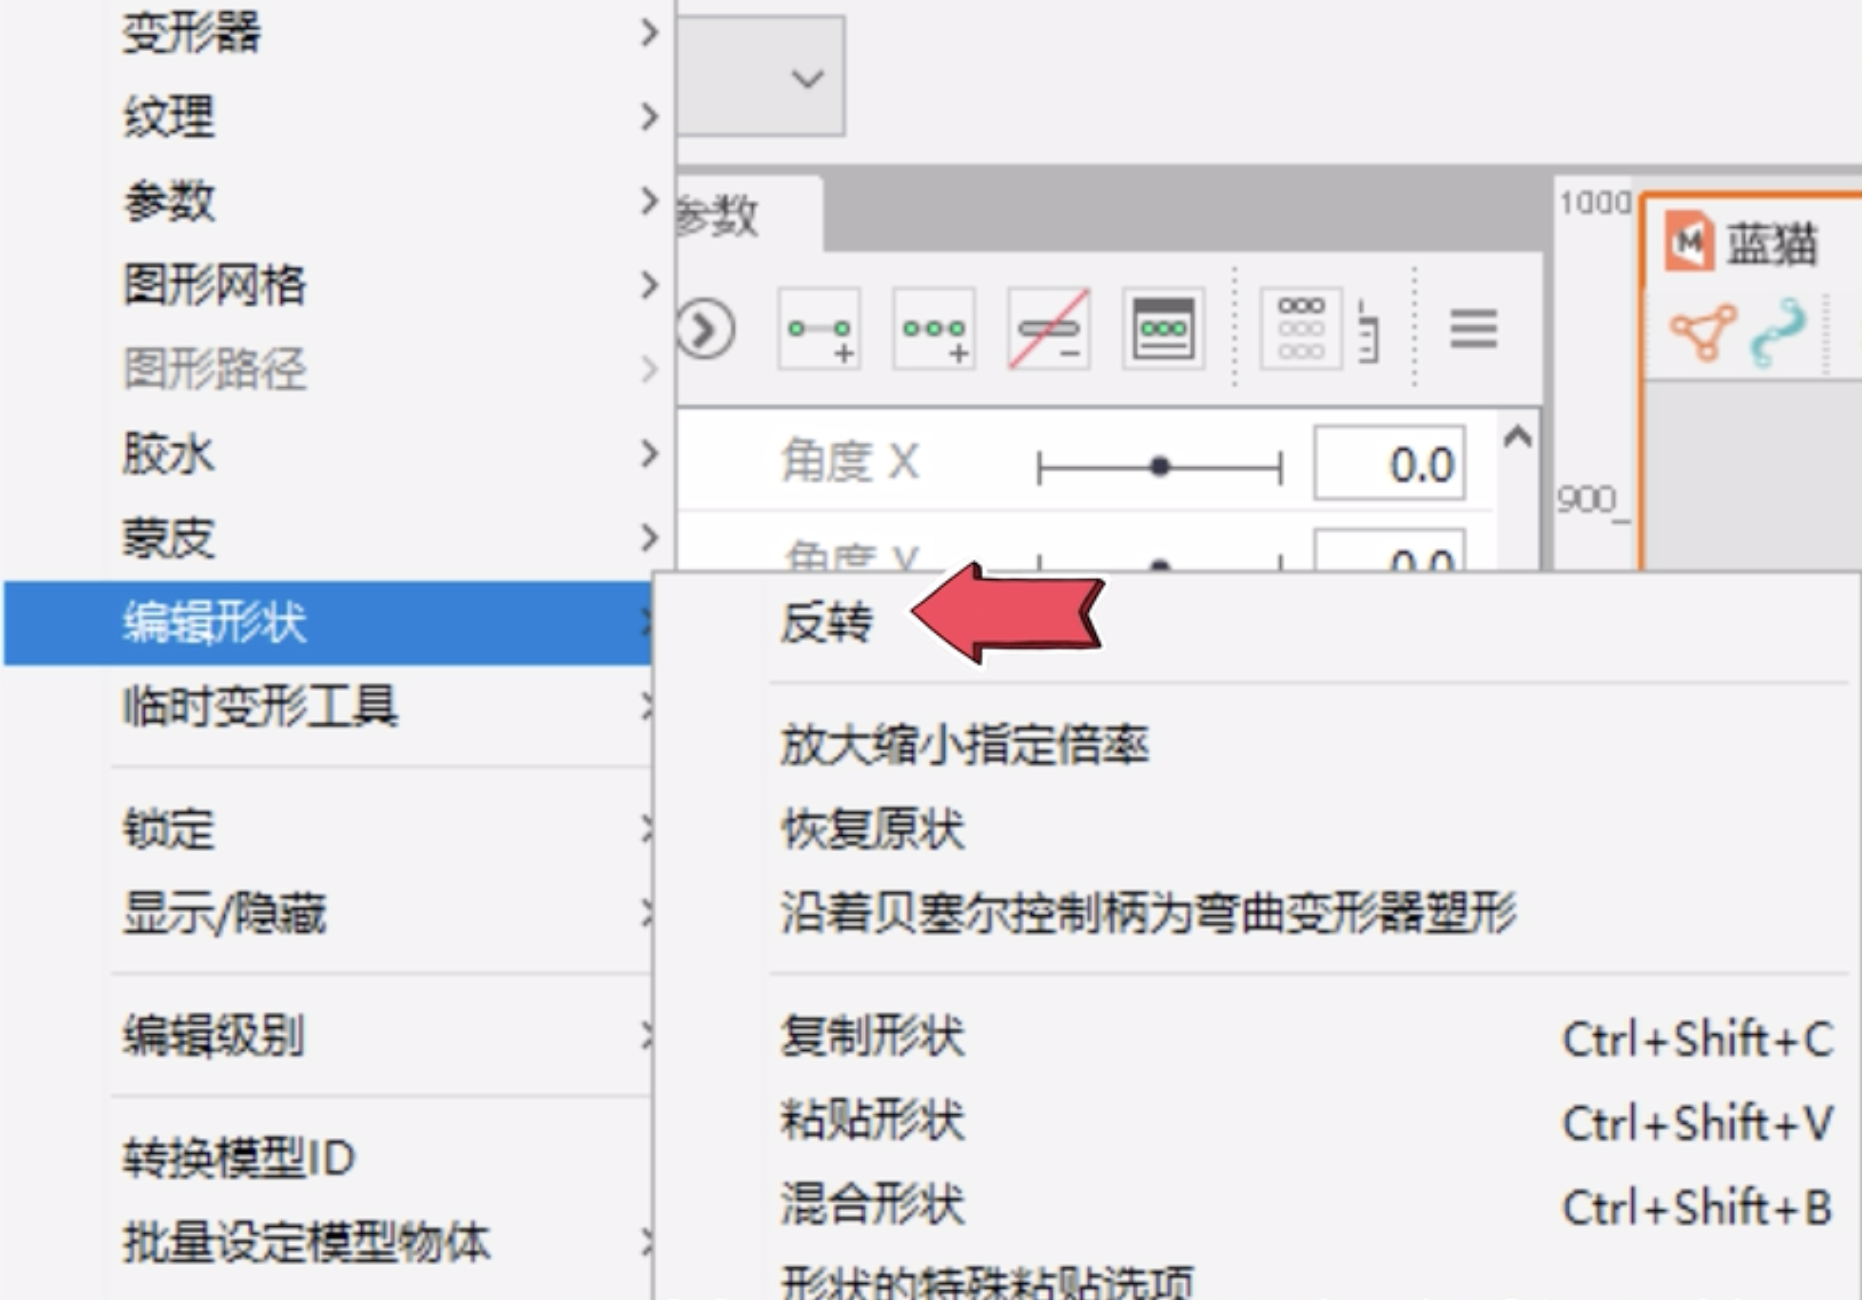 变形器
纹理
参数
图形网格
图形路径
胶水
蒙皮
编辑形状
临时变形工具
锁定
显示/隐藏
编辑级别
转换模型ID
批量设定模型物体
参数
角度 X
0.0
角度 Y
0.0
1000
900
M
蓝猫
反转
放大缩小指定倍率
恢复原状
沿着贝塞尔控制柄为弯曲变形器塑形
复制形状 Ctrl+Shift+C
粘贴形状 Ctrl+Shift+V
混合形状 Ctrl+Shift+B
形状的特殊粘贴选项